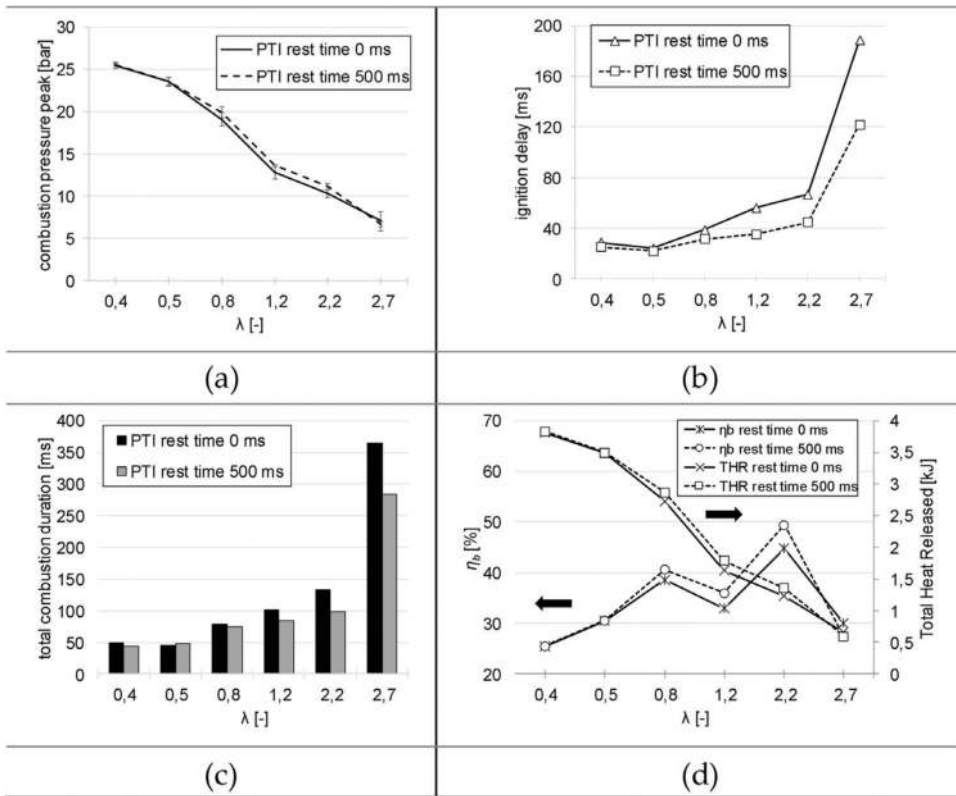 30
25
20
15
10
5
0
combustion pressure peak [bar]
PTI rest time 0 ms
PTI rest time 500 ms
0,4 0,5 0,8 1,2 2,2 2,7
λ [-]
(a)
200
160
120
80
40
0
ignition delay [ms]
PTI rest time 0 ms
PTI rest time 500 ms
0,4 0,5 0,8 1,2 2,2 2,7
λ [-]
(b)
400
350
300
250
200
150
100
50
0
total combustion duration [ms]
PTI rest time 0 ms
PTI rest time 500 ms
0,4 0,5 0,8 1,2 2,2 2,7
λ [-]
(c)
70
60
50
40
30
20
ηb [%]
ηb rest time 0 ms
ηb rest time 500 ms
THR rest time 0 ms
THR rest time 500 ms
4
3,5
3
2,5
2
1,5
1
0,5
0
Total Heat Released [kJ]
0,4 0,5 0,8 1,2 2,2 2,7
λ [-]
(d)